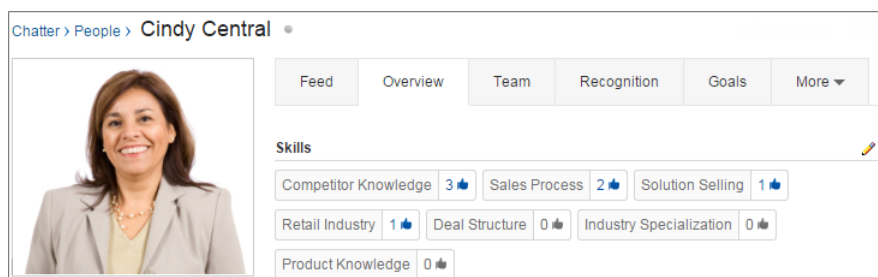 Chatter › People › Cindy Central
Feed Overview Team Recognition Goals More
Skills
Competitor Knowledge 3 Sales Process 2 Solution Selling 1
Retail Industry 1 Deal Structure 0 Industry Specialization 0
Product Knowledge 0